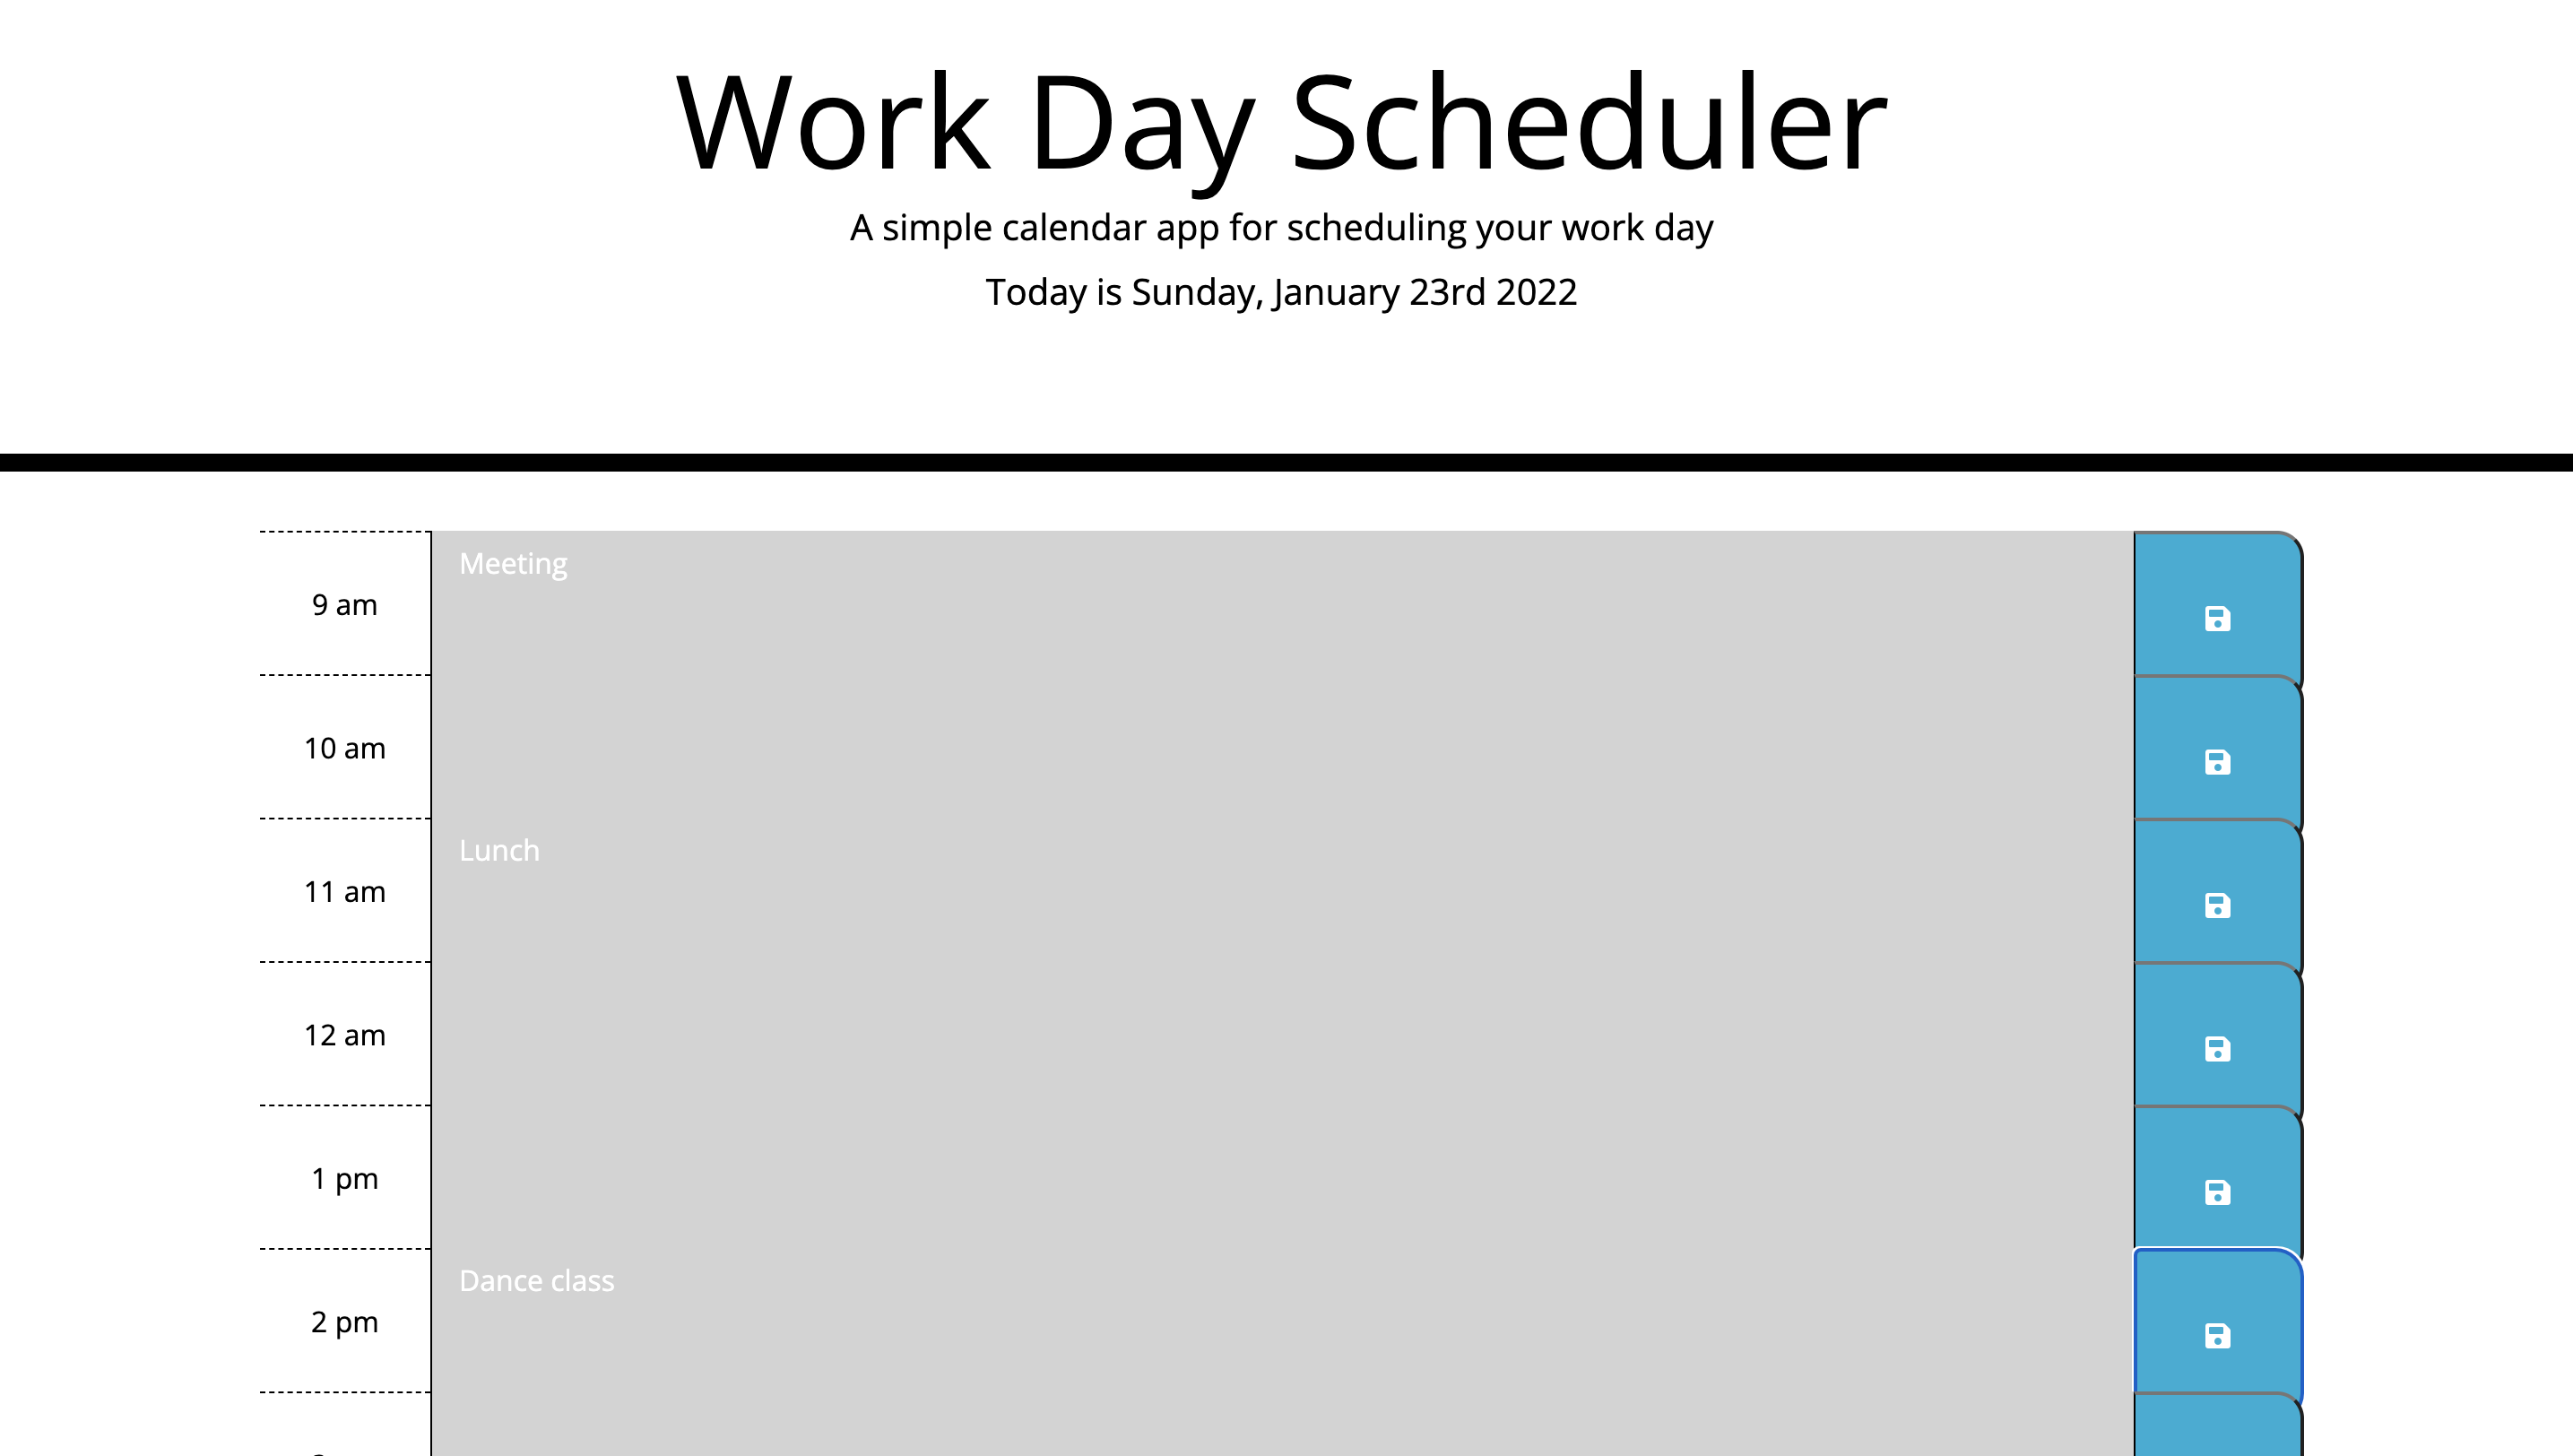 Work Day Scheduler
A simple calendar app for scheduling your work day
Today is Sunday, January 23rd 2022
Meeting
9 am
10 am
Lunch
11 am
12 am
1 pm
Dance class
2 pm